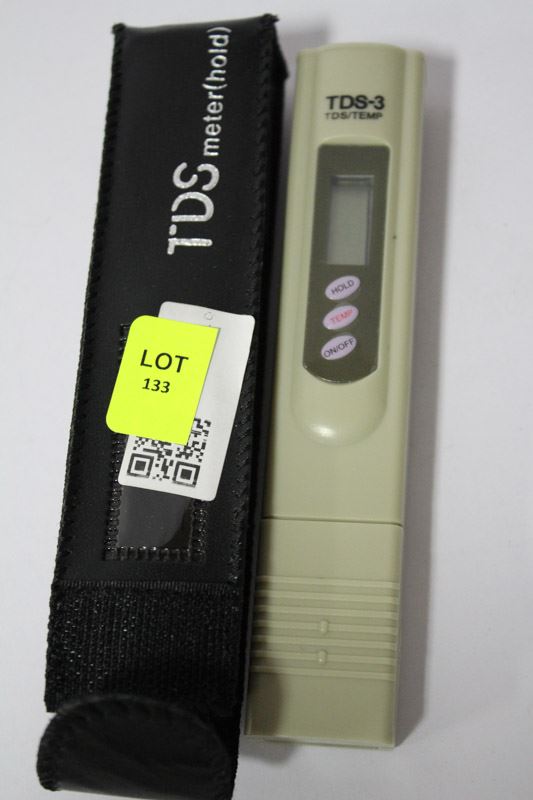 TDS meter(hold)
LOT
133
TDS-3
TDS/TEMP
HOLD
TEMP
ON/OFF